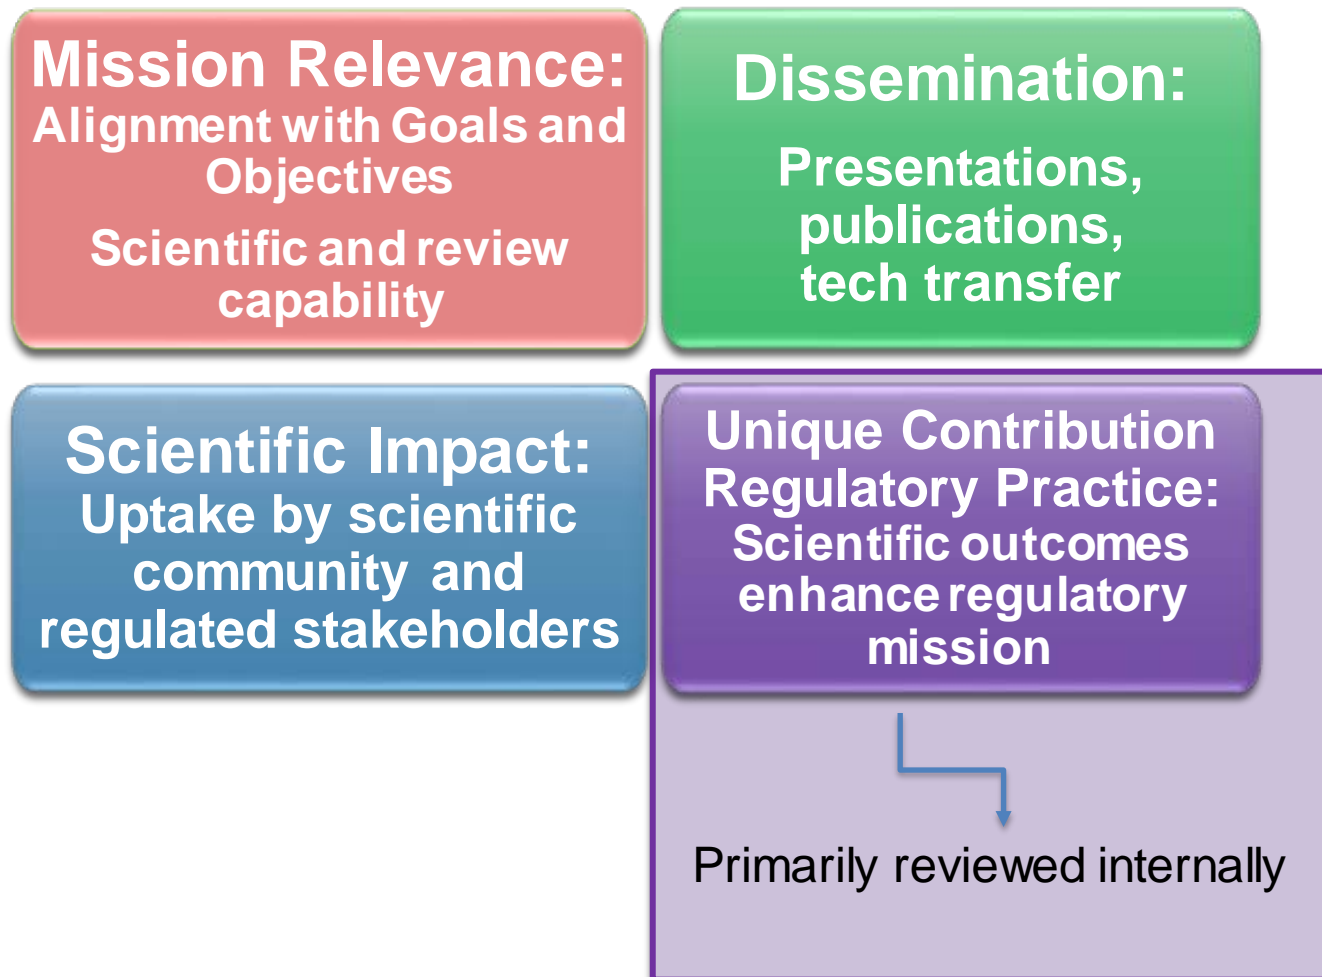 Mission Relevance:
Alignment with Goals and
Objectives
Scientific and review
capability
Dissemination:
Presentations,
publications,
tech transfer
Scientific Impact:
Uptake by scientific
community and
regulated stakeholders
Unique Contribution
Regulatory Practice:
Scientific outcomes
enhance regulatory
mission
Primarily reviewed internally